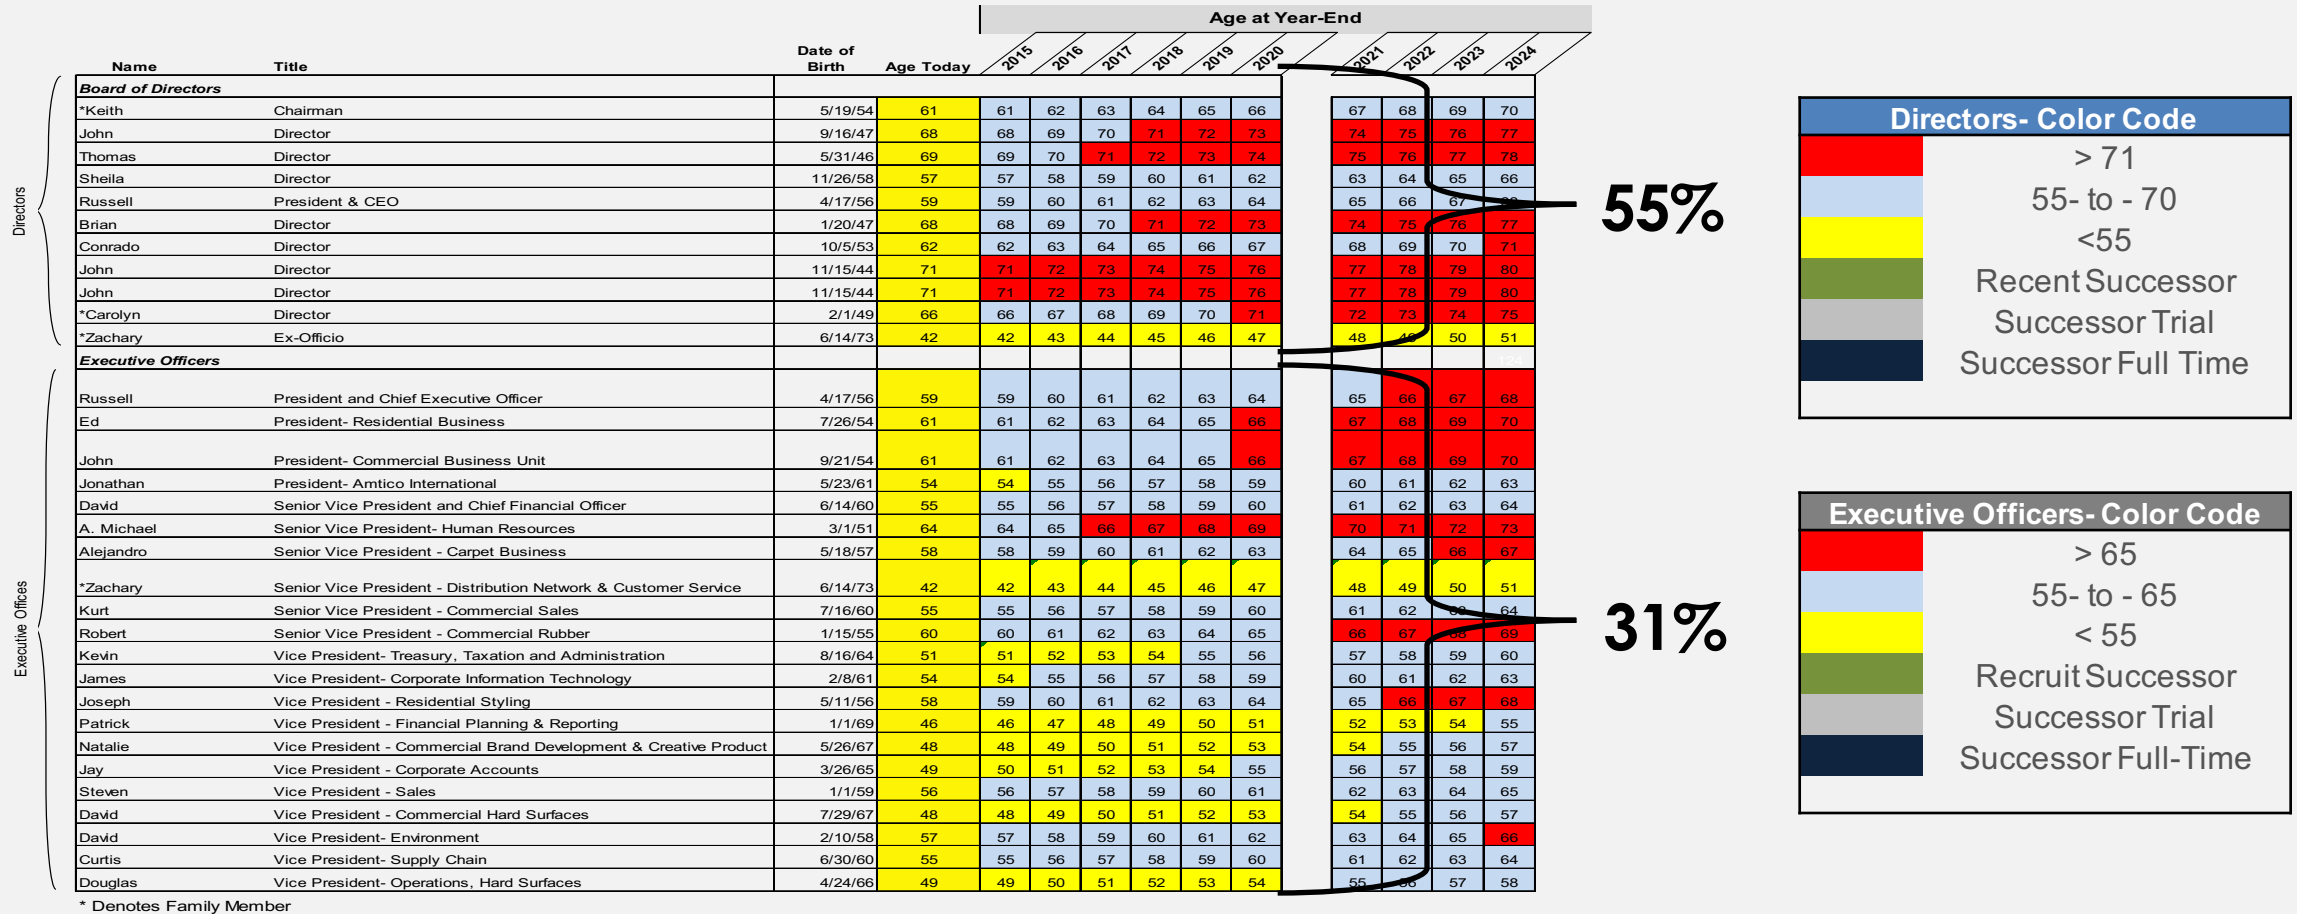 Age at Year-End
Name Title Date of Birth Age Today 2015 2016 2017 2018 2019 2020 2021 2022 2023 2024
Directors
Board of Directors
*Keith Chairman 5/19/54 61 61 62 63 64 65 66 67 68 69 70
John Director 9/16/47 68 68 69 70 71 72 73 74 75 76 77
Thomas Director 5/31/46 69 69 70 71 72 73 74 75 76 77 78
Sheila Director 11/26/58 57 57 58 59 60 61 62 63 64 65 66
Russell President & CEO 4/17/56 59 59 60 61 62 63 64 65 66 67
Brian Director 1/20/47 68 68 69 70 71 72 73 74 75 76 77
Conrado Director 10/5/53 62 62 63 64 65 66 67 68 69 70 71
John Director 11/15/44 71 71 72 73 74 75 76 77 78 79 80
John Director 11/15/44 71 71 72 73 74 75 76 77 78 79 80
*Carolyn Director 2/1/49 66 66 67 68 69 70 71 72 73 74 75
*Zachary Ex-Officio 6/14/73 42 42 43 44 45 46 47 48 49 50 51
55%
Executive Offices
Executive Officers 124
Russell President and Chief Executive Officer 4/17/56 59 59 60 61 62 63 64 65 66 67 68
Ed President- Residential Business 7/26/54 61 61 62 63 64 65 66 67 68 69 70
John President- Commercial Business Unit 9/21/54 61 61 62 63 64 65 66 67 68 69 70
Jonathan President- Amtico International 5/23/61 54 54 55 56 57 58 59 60 61 62 63
David Senior Vice President and Chief Financial Officer 6/14/60 55 55 56 57 58 59 60 61 62 63 64
A. Michael Senior Vice President- Human Resources 3/1/51 64 64 65 66 67 68 69 70 71 72 73
Alejandro Senior Vice President - Carpet Business 5/18/57 58 58 59 60 61 62 63 64 65 66 67
*Zachary Senior Vice President - Distribution Network & Customer Service 6/14/73 42 42 43 44 45 46 47 48 49 50 51
Kurt Senior Vice President - Commercial Sales 7/16/60 55 55 56 57 58 59 60 61 62 63 64
Robert Senior Vice President - Commercial Rubber 1/15/55 60 60 61 62 63 64 65 66 67 68 69
Kevin Vice President- Treasury, Taxation and Administration 8/16/64 51 51 52 53 54 55 56 57 58 59 60
James Vice President- Corporate Information Technology 2/8/61 54 54 55 56 57 58 59 60 61 62 63
Joseph Vice President - Residential Styling 5/11/56 58 59 60 61 62 63 64 65 66 67 68
Patrick Vice President - Financial Planning & Reporting 1/1/69 46 46 47 48 49 50 51 52 53 54 55
Natalie Vice President - Commercial Brand Development & Creative Product 5/26/67 48 48 49 50 51 52 53 54 55 56 57
Jay Vice President - Corporate Accounts 3/26/65 49 50 51 52 53 54 55 56 57 58 59
Steven Vice President - Sales 1/1/59 56 56 57 58 59 60 61 62 63 64 65
David Vice President - Commercial Hard Surfaces 7/29/67 48 48 49 50 51 52 53 54 55 56 57
David Vice President- Environment 2/10/58 57 57 58 59 60 61 62 63 64 65 66
Curtis Vice President- Supply Chain 6/30/60 55 55 56 57 58 59 60 61 62 63 64
Douglas Vice President- Operations, Hard Surfaces 4/24/66 49 49 50 51 52 53 54 55 56 57 58
31%
* Denotes Family Member
Directors- Color Code
> 71
55- to - 70
<55
Recent Successor
Successor Trial
Successor Full Time
Executive Officers- Color Code
> 65
55- to - 65
< 55
Recruit Successor
Successor Trial
Successor Full-Time